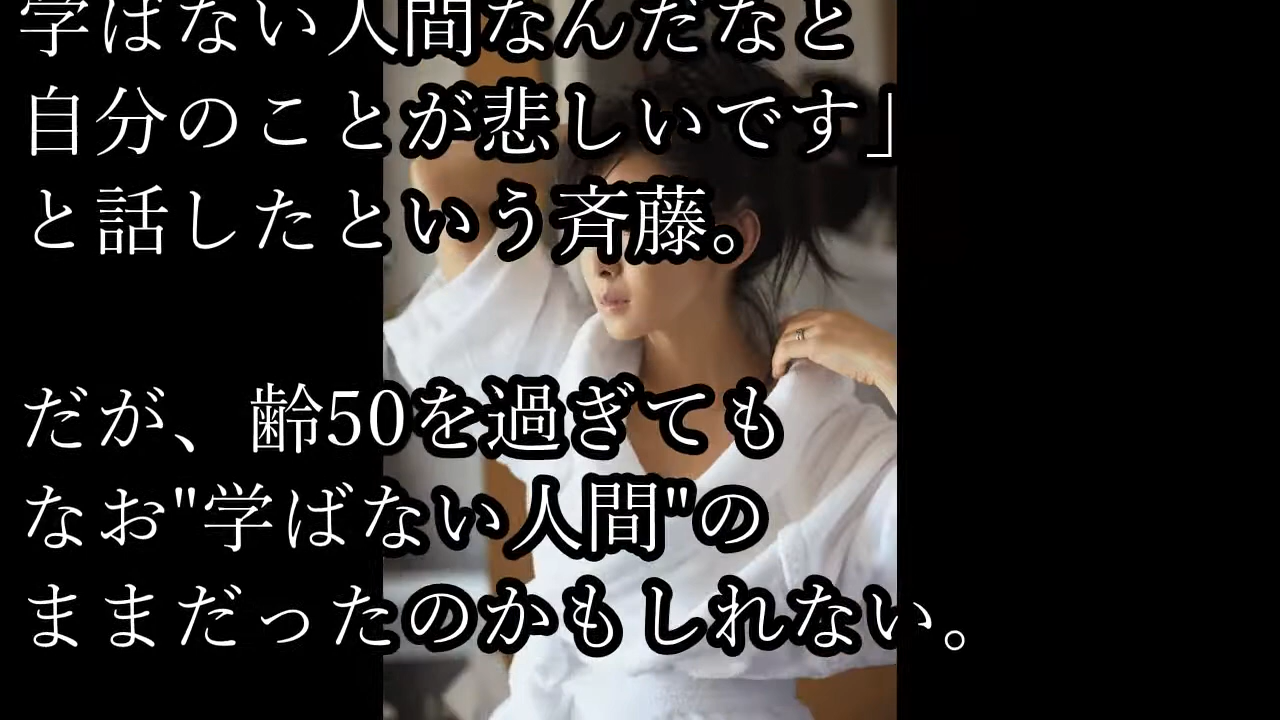 学ばない人間なんだなと
自分のことが悲しいです」
と話したという斉藤。
だが、齢50を過ぎても
なお"学ばない人間"の
ままだったのかもしれない。